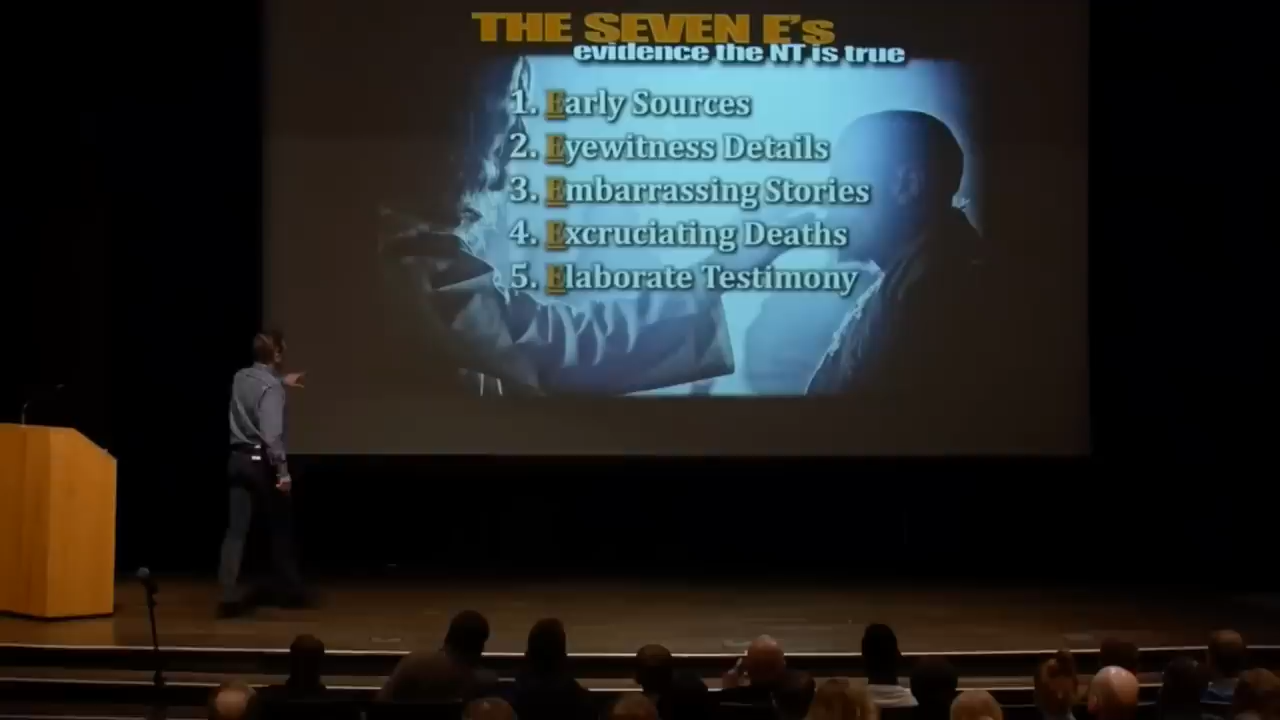 THE SEVEN E's
evidence the NT is true
1. Early Sources
2. Eyewitness Details
3. Embarrassing Stories
4. Excruciating Deaths
5. Elaborate Testimony